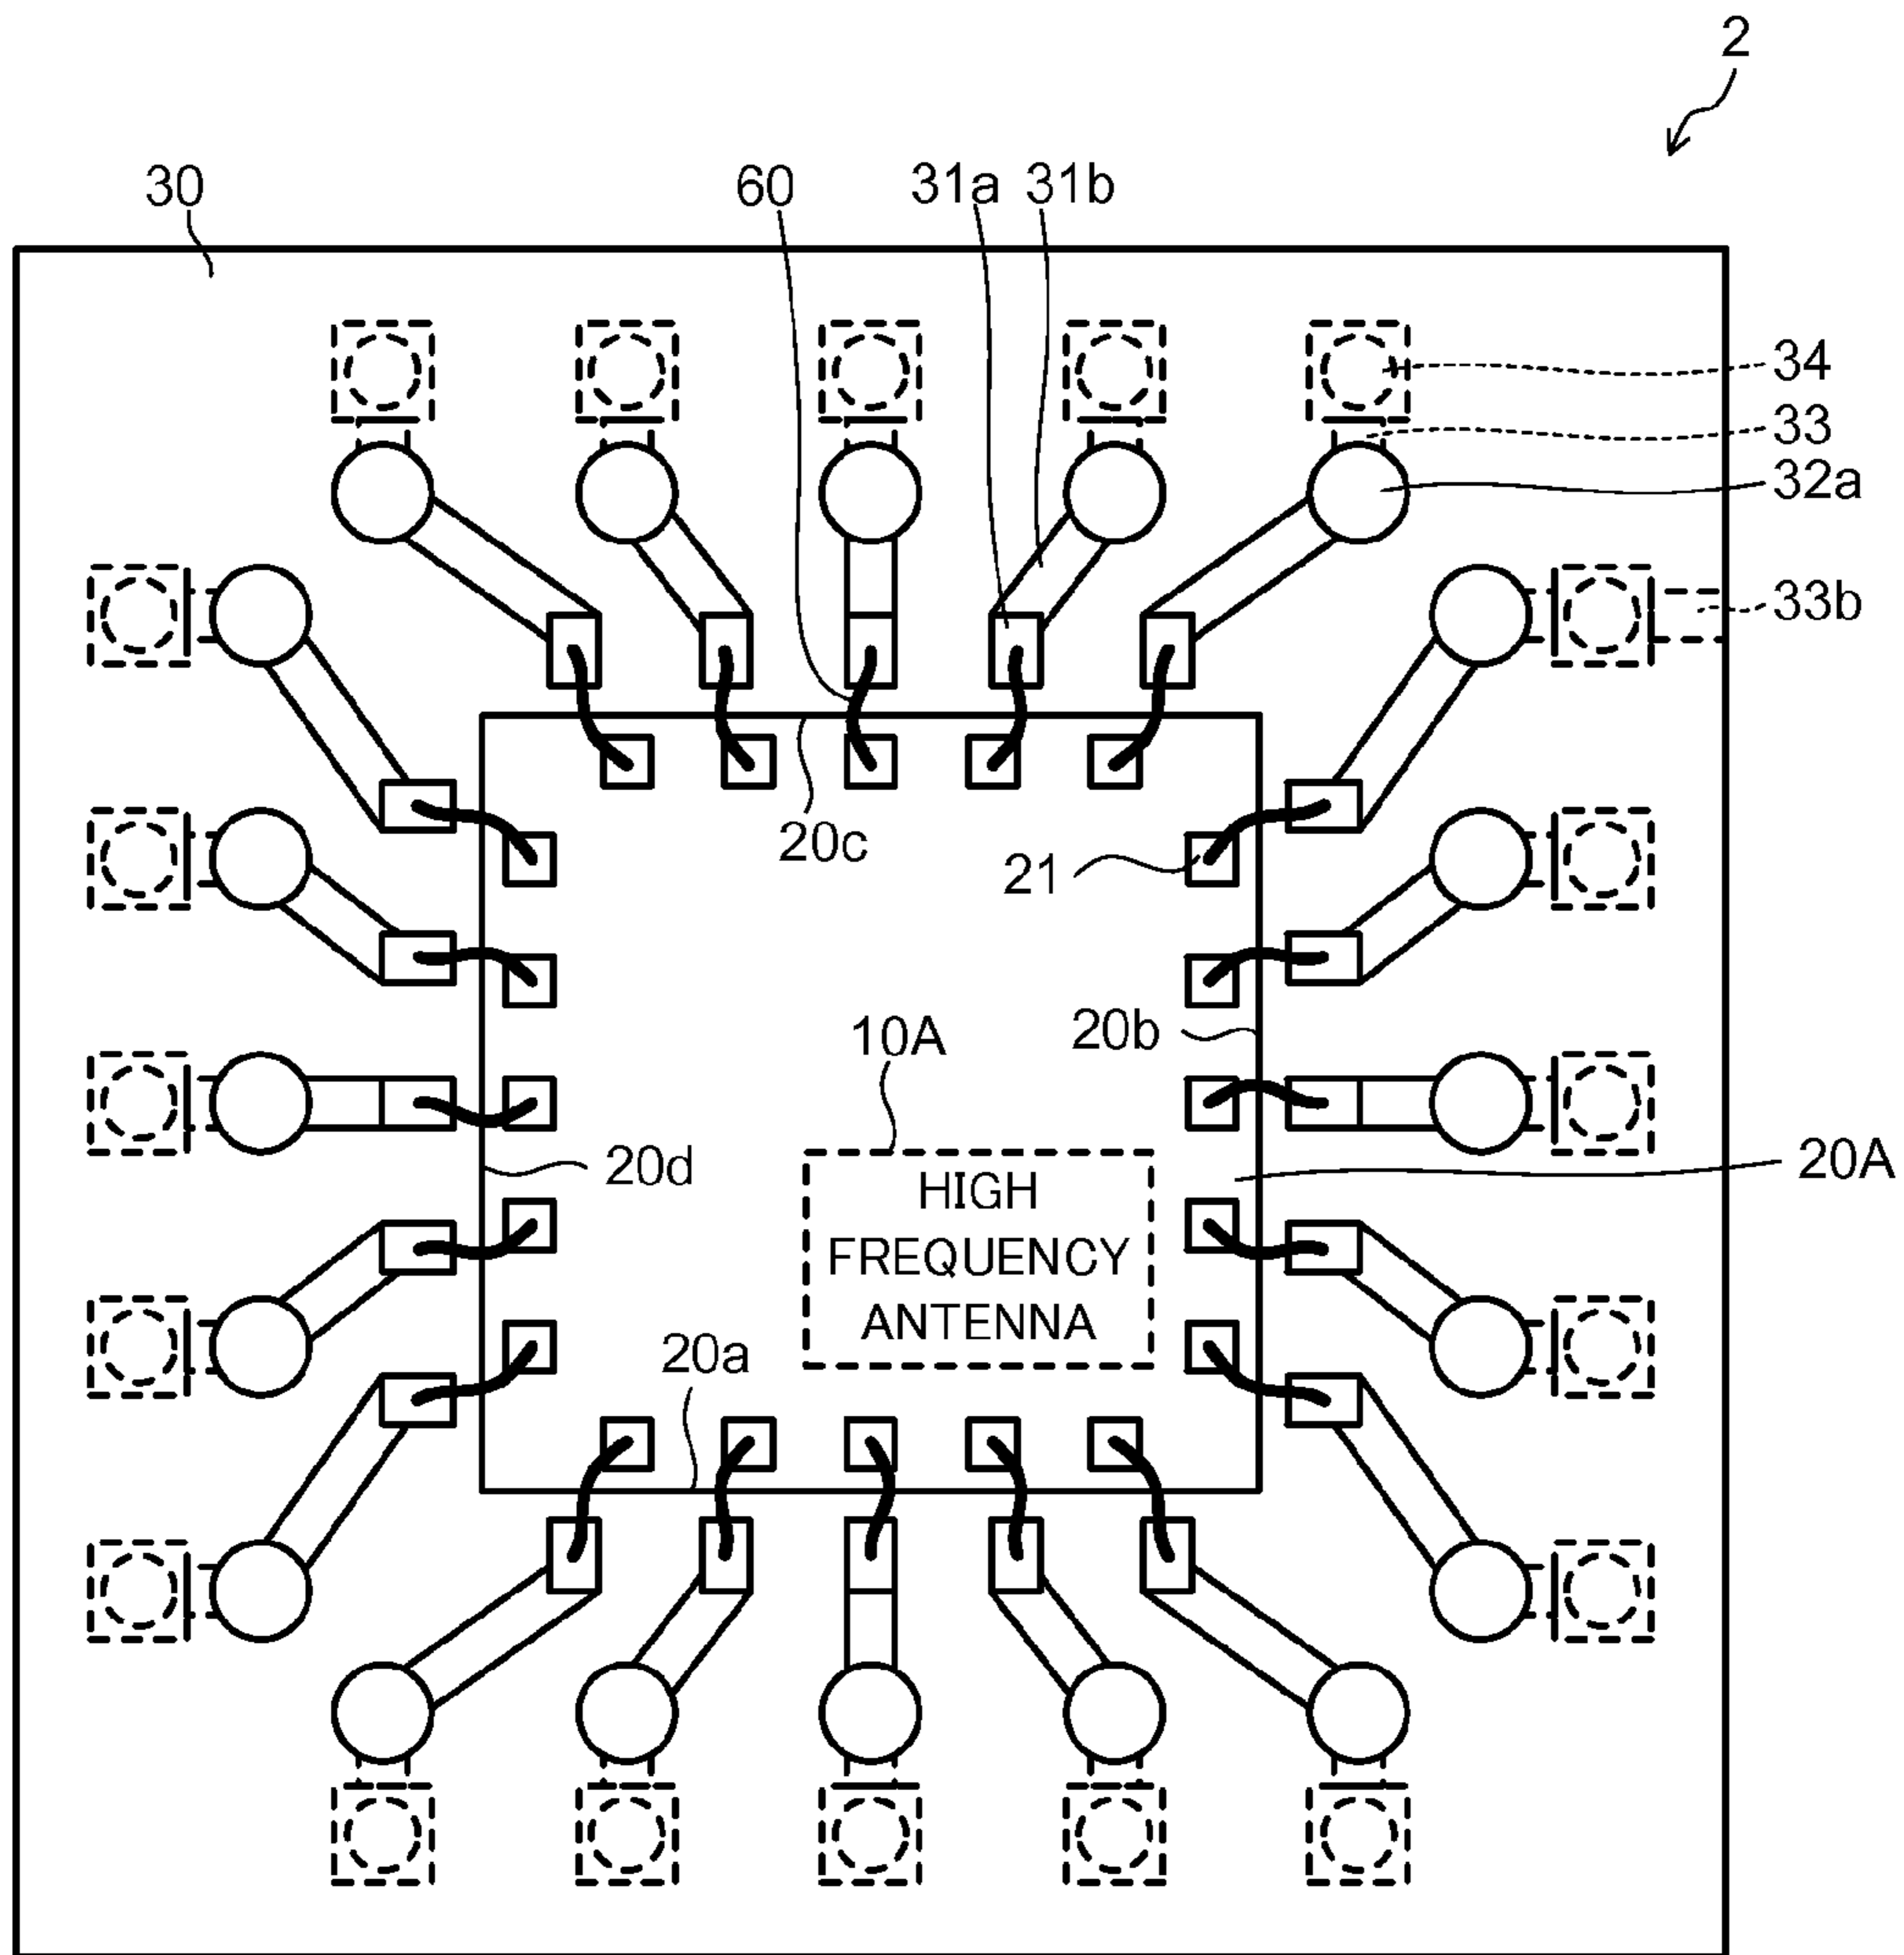 2
30 60 31a 31b
34
33
32a
33b
20c
21
10A 20b
20d
20A
HIGH
FREQUENCY
ANTENNA
20a